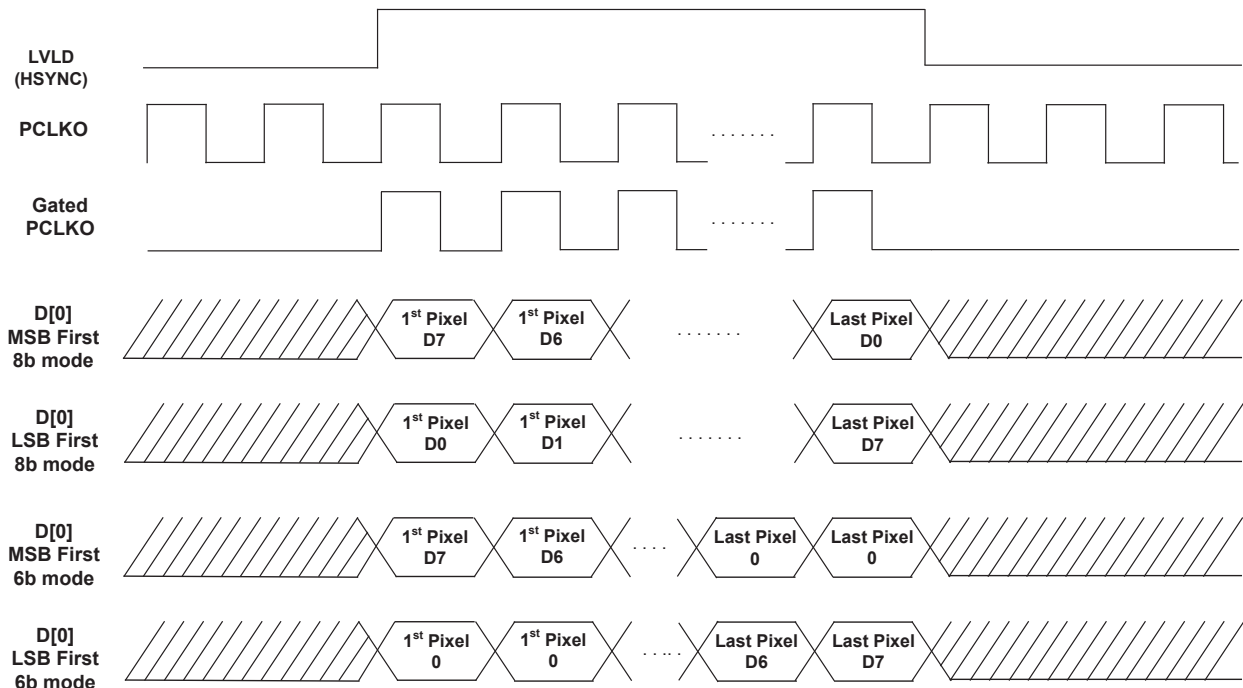 LVLD
(HSYNC)
PCLKO
. . . . . . .
Gated
PCLKO
. . . . . . .
D[0]
MSB First
8b mode
1st Pixel
D7
1st Pixel
D6
. . . . . . .
Last Pixel
D0
D[0]
LSB First
8b mode
1st Pixel
D0
1st Pixel
D1
. . . . . . .
Last Pixel
D7
D[0]
MSB First
6b mode
1st Pixel
D7
1st Pixel
D6
. . . .
Last Pixel
0
Last Pixel
0
D[0]
LSB First
6b mode
1st Pixel
0
1st Pixel
0
. . . . .
Last Pixel
D6
Last Pixel
D7